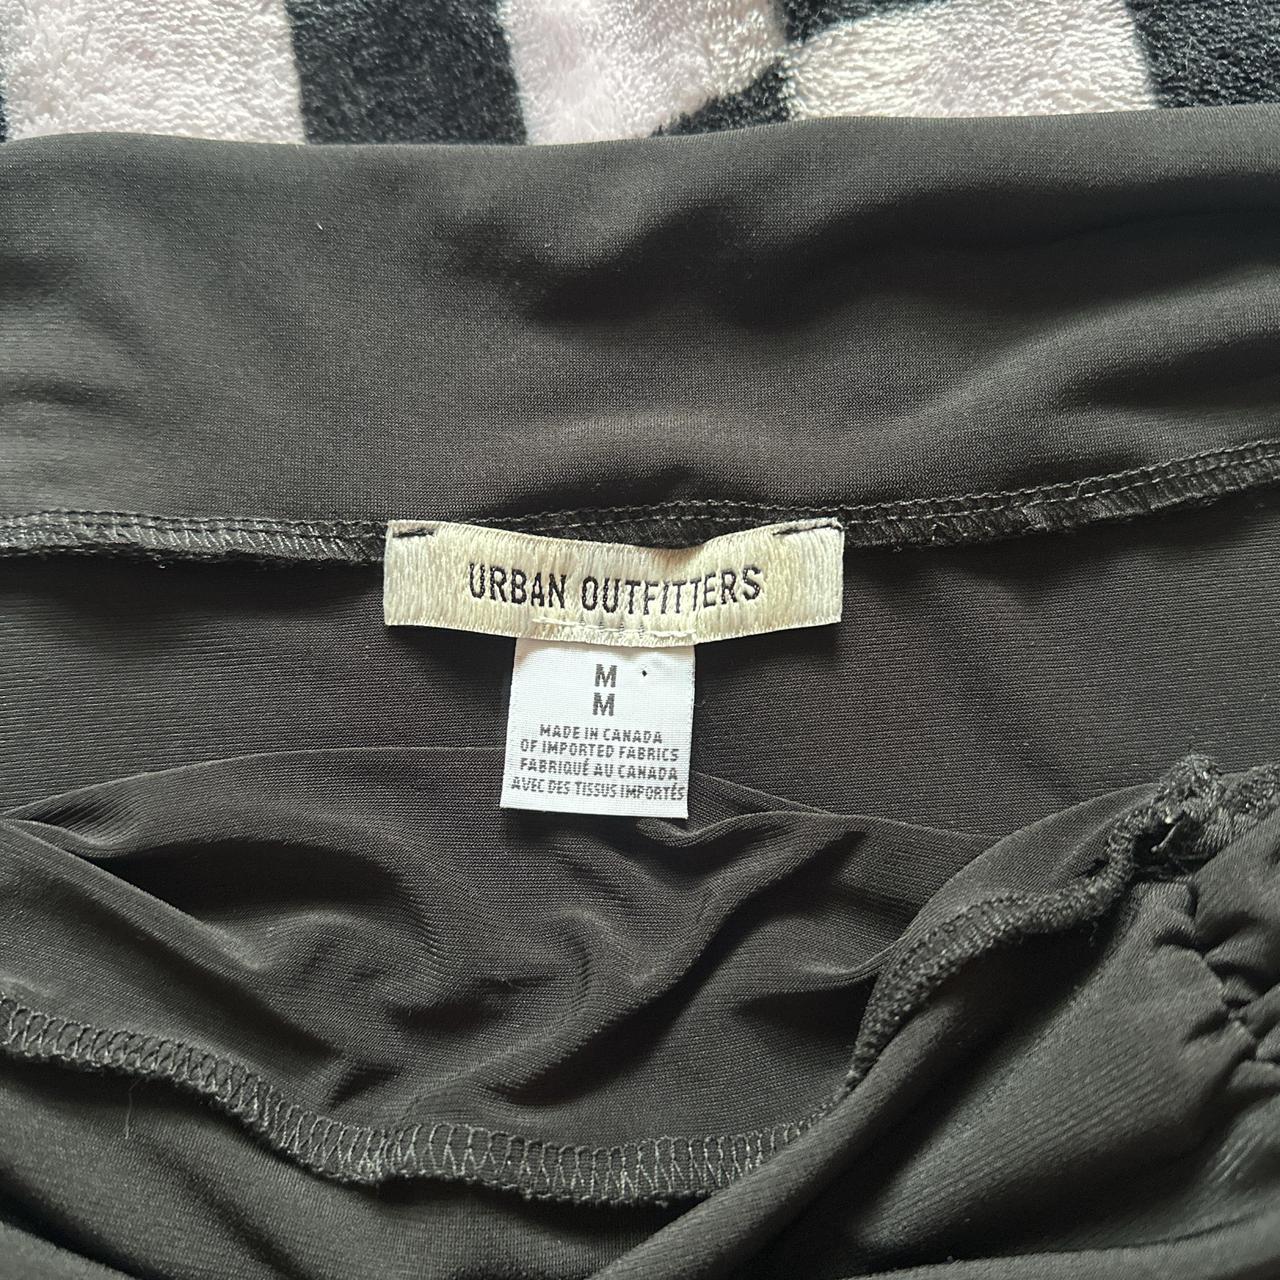 URBAN OUTFITTERS
M
M
MADE IN CANADA
OF IMPORTED FABRICS
FABRIQUÉ AU CANADA
AVEC DES TISSUS IMPORTÉS